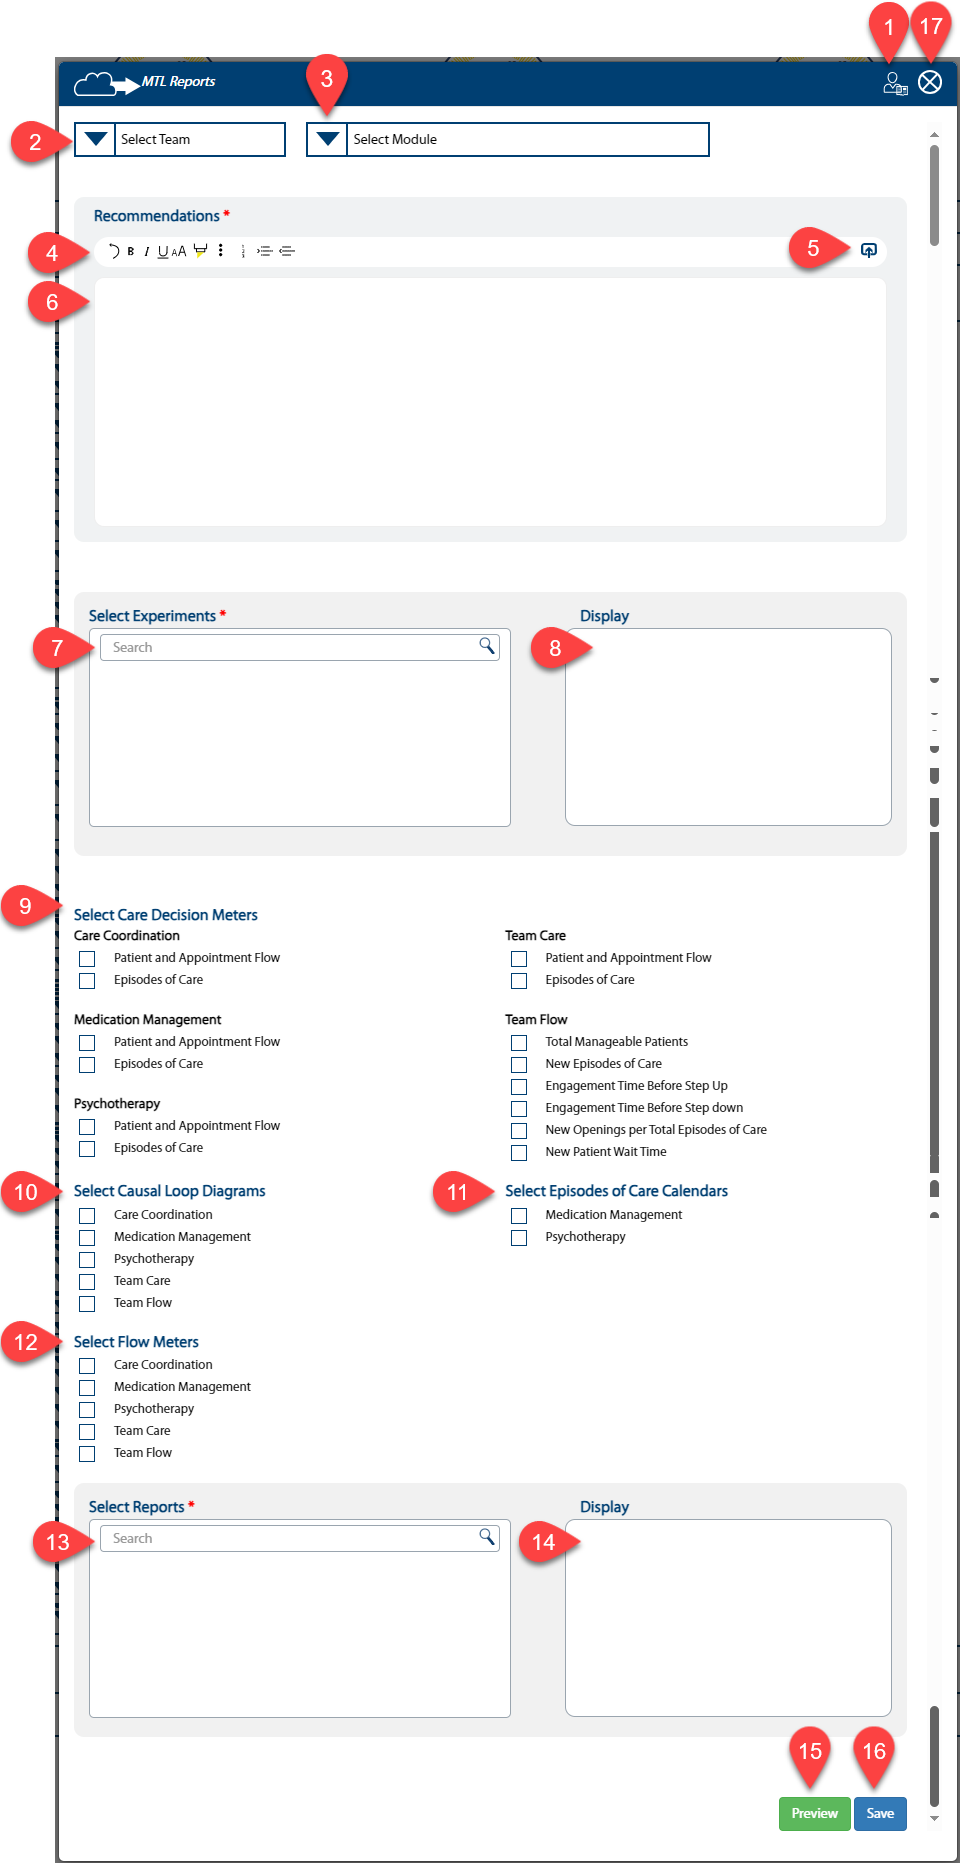 1
17
MTL Reports
3
2
Select Team
Select Module
Recommendations *
4
B I U AA
5
6
Select Experiments *
Display
7
Search
8
9
Select Care Decision Meters
Care Coordination
Team Care
Patient and Appointment Flow
Patient and Appointment Flow
Episodes of Care
Episodes of Care
Medication Management
Team Flow
Patient and Appointment Flow
Total Manageable Patients
Episodes of Care
New Episodes of Care
Engagement Time Before Step Up
Psychotherapy
Engagement Time Before Step down
Patient and Appointment Flow
New Openings per Total Episodes of Care
Episodes of Care
New Patient Wait Time
10
Select Causal Loop Diagrams
11
Select Episodes of Care Calendars
Care Coordination
Medication Management
Medication Management
Psychotherapy
Psychotherapy
Team Care
Team Flow
12
Select Flow Meters
Care Coordination
Medication Management
Psychotherapy
Team Care
Team Flow
Select Reports *
Display
13
Search
14
15
16
Preview
Save